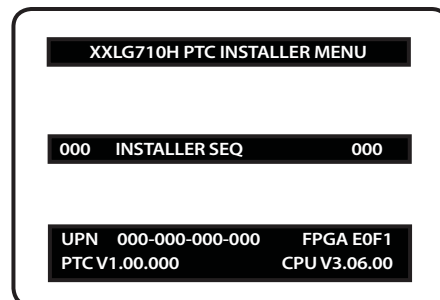 XXLG710H PTC INSTALLER MENU
000 INSTALLER SEQ 000
UPN 000-000-000-000 FPGA E0F1
PTC V1.00.000 CPU V3.06.00